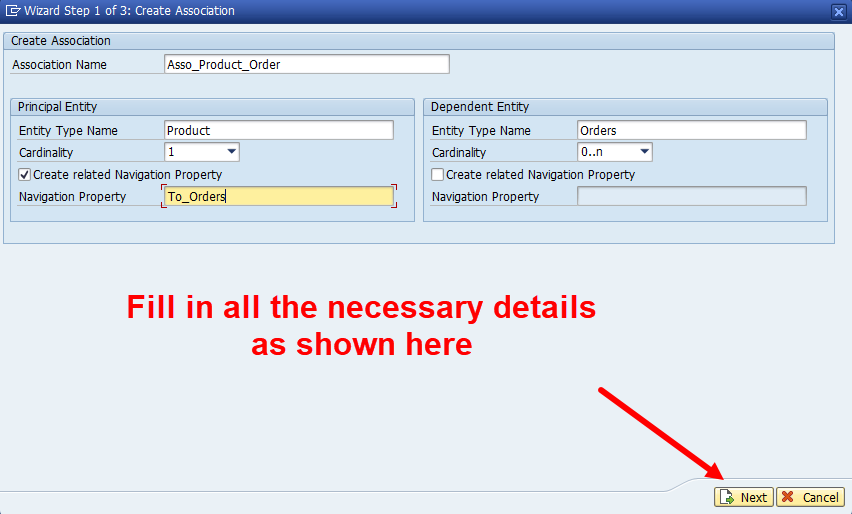 Wizard Step 1 of 3: Create Association
Create Association
Association Name Asso_Product_Order
Principal Entity
Entity Type Name Product
Cardinality 1
Create related Navigation Property
Navigation Property To_Orders
Dependent Entity
Entity Type Name Orders
Cardinality 0..n
Create related Navigation Property
Navigation Property
Fill in all the necessary details
as shown here
Next Cancel